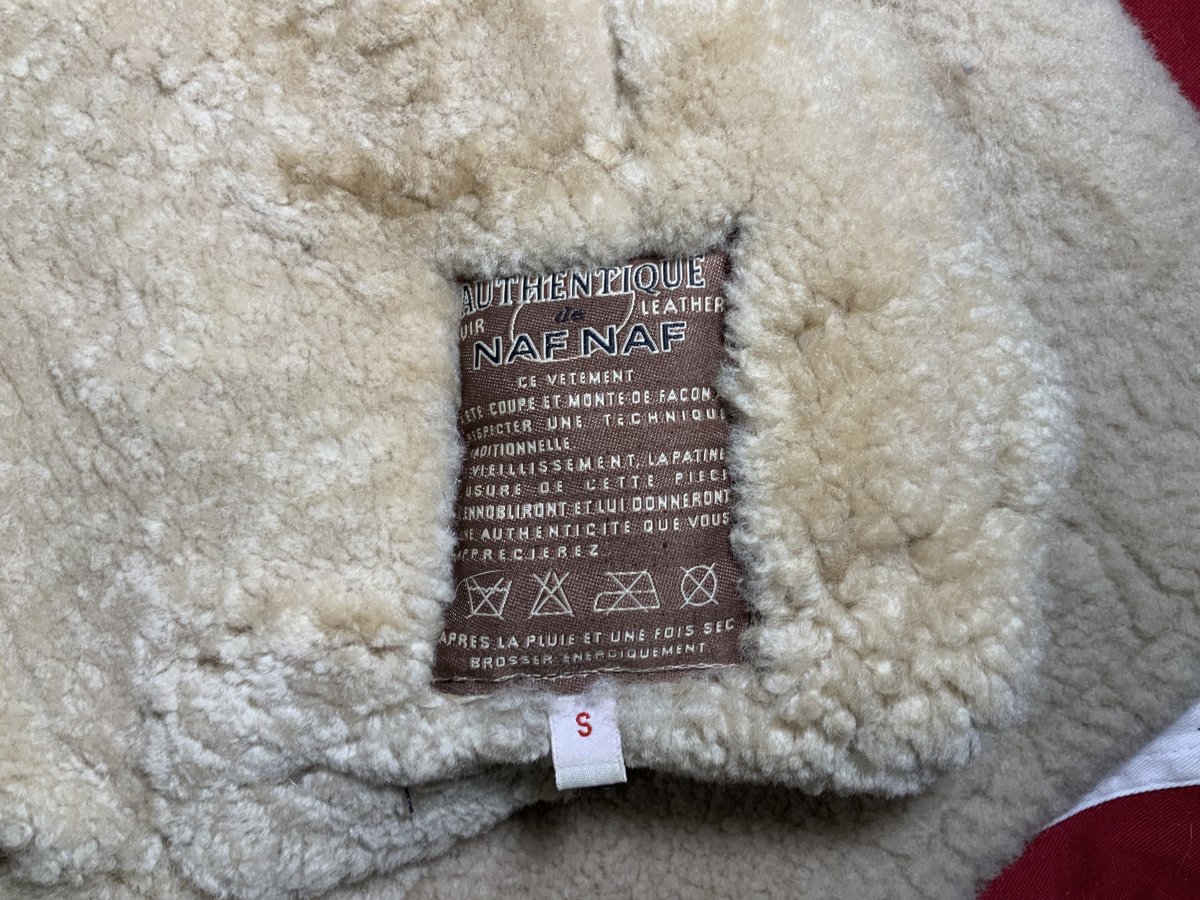 AUTHENTIQUE
UIR de LEATHER
NAF NAF
CE VETEMENT
ETE COUPE ET MONTE DE FACON
RESPECTER UNE TECHNIQUE
ADITIONNELLE
VIEILLISSEMENT, LA PATINE
USURE DE CETTE PIECE
ENNOBLIRONT ET LUI DONNERONT
NE AUTHENTICITE QUE VOUS
APPRECIEREZ
APRES LA PLUIE ET UNE FOIS SEC
BROSSER ENERGIQUEMENT
S